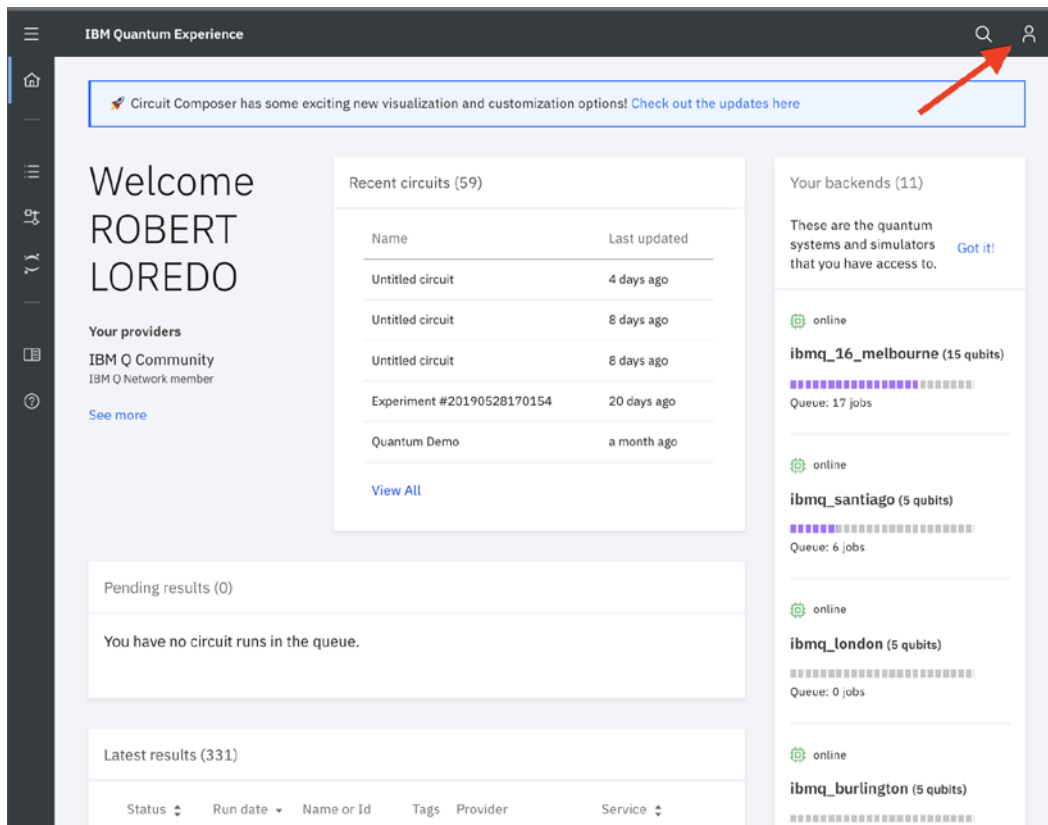 IBM Quantum Experience
🚀 Circuit Composer has some exciting new visualization and customization options! Check out the updates here
Welcome
ROBERT
LOREDO
Your providers
IBM Q Community
IBM Q Network member
See more
Recent circuits (59)
Name Last updated
Untitled circuit 4 days ago
Untitled circuit 8 days ago
Untitled circuit 8 days ago
Experiment #20190528170154 20 days ago
Quantum Demo a month ago
View All
Pending results (0)
You have no circuit runs in the queue.
Latest results (331)
Status Run date Name or Id Tags Provider Service
Your backends (11)
These are the quantum
systems and simulators
that you have access to.
Got it!
online
ibmq_16_melbourne (15 qubits)
Queue: 17 jobs
online
ibmq_santiago (5 qubits)
Queue: 6 jobs
online
ibmq_london (5 qubits)
Queue: 0 jobs
online
ibmq_burlington (5 qubits)